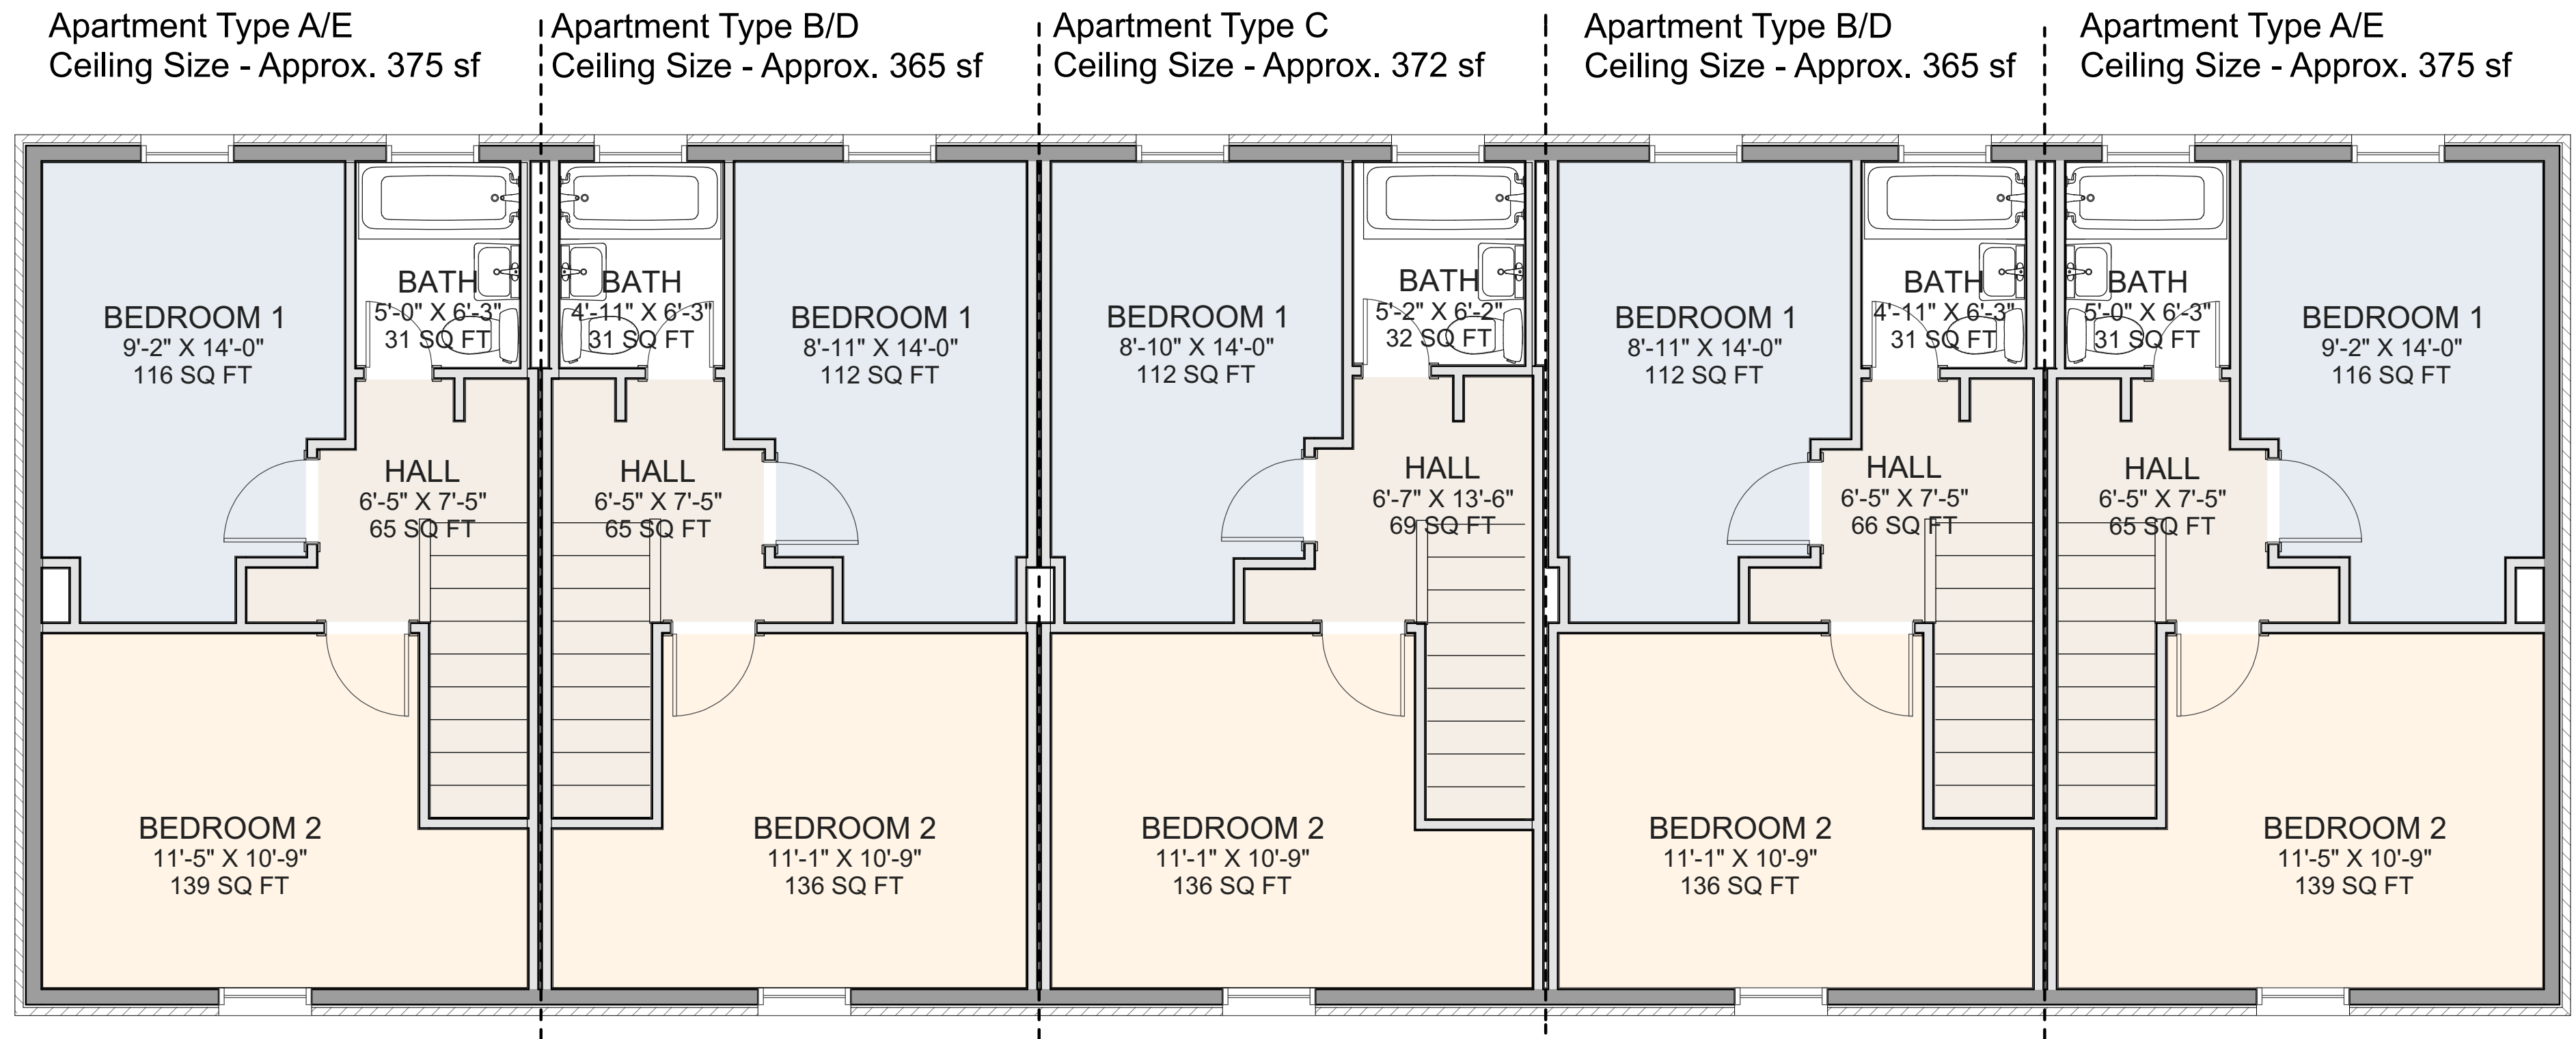 Apartment Type A/E
Ceiling Size - Approx. 375 sf
Apartment Type B/D
Ceiling Size - Approx. 365 sf
Apartment Type C
Ceiling Size - Approx. 372 sf
Apartment Type B/D
Ceiling Size - Approx. 365 sf
Apartment Type A/E
Ceiling Size - Approx. 375 sf
BEDROOM 1
9'-2" X 14'-0"
116 SQ FT
BATH
5'-0" X 6'-3"
31 SQ FT
HALL
6'-5" X 7'-5"
65 SQ FT
BEDROOM 2
11'-5" X 10'-9"
139 SQ FT
BATH
4'-11" X 6'-3"
31 SQ FT
BEDROOM 1
8'-11" X 14'-0"
112 SQ FT
HALL
6'-5" X 7'-5"
65 SQ FT
BEDROOM 2
11'-1" X 10'-9"
136 SQ FT
BEDROOM 1
8'-10" X 14'-0"
112 SQ FT
BATH
5'-2" X 6'-2"
32 SQ FT
HALL
6'-7" X 13'-6"
69 SQ FT
BEDROOM 2
11'-1" X 10'-9"
136 SQ FT
BEDROOM 1
8'-11" X 14'-0"
112 SQ FT
BATH
4'-11" X 6'-3"
31 SQ FT
HALL
6'-5" X 7'-5"
66 SQ FT
BEDROOM 2
11'-1" X 10'-9"
136 SQ FT
BATH
5'-0" X 6'-3"
31 SQ FT
BEDROOM 1
9'-2" X 14'-0"
116 SQ FT
HALL
6'-5" X 7'-5"
65 SQ FT
BEDROOM 2
11'-5" X 10'-9"
139 SQ FT